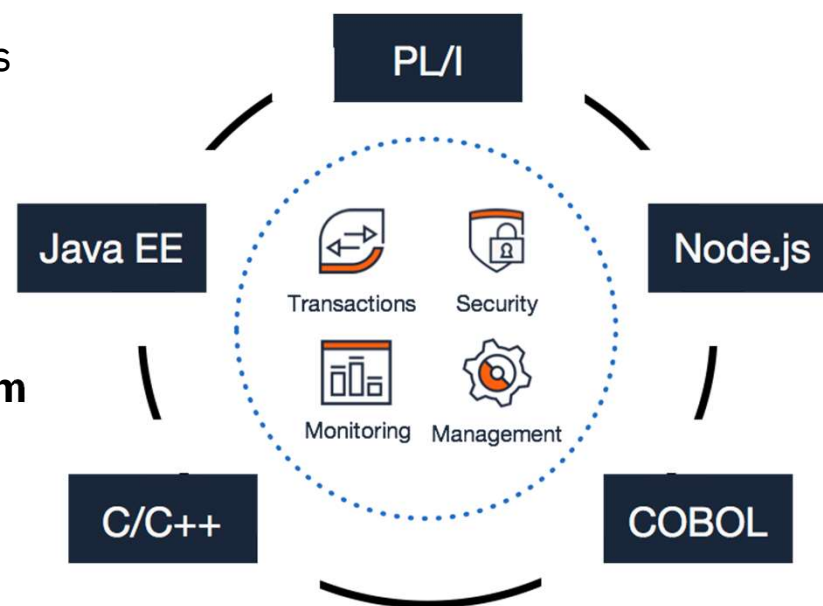 s
PL/I
Java EE
Node.js
Transactions
Security
m
Monitoring
Management
C/C++
COBOL